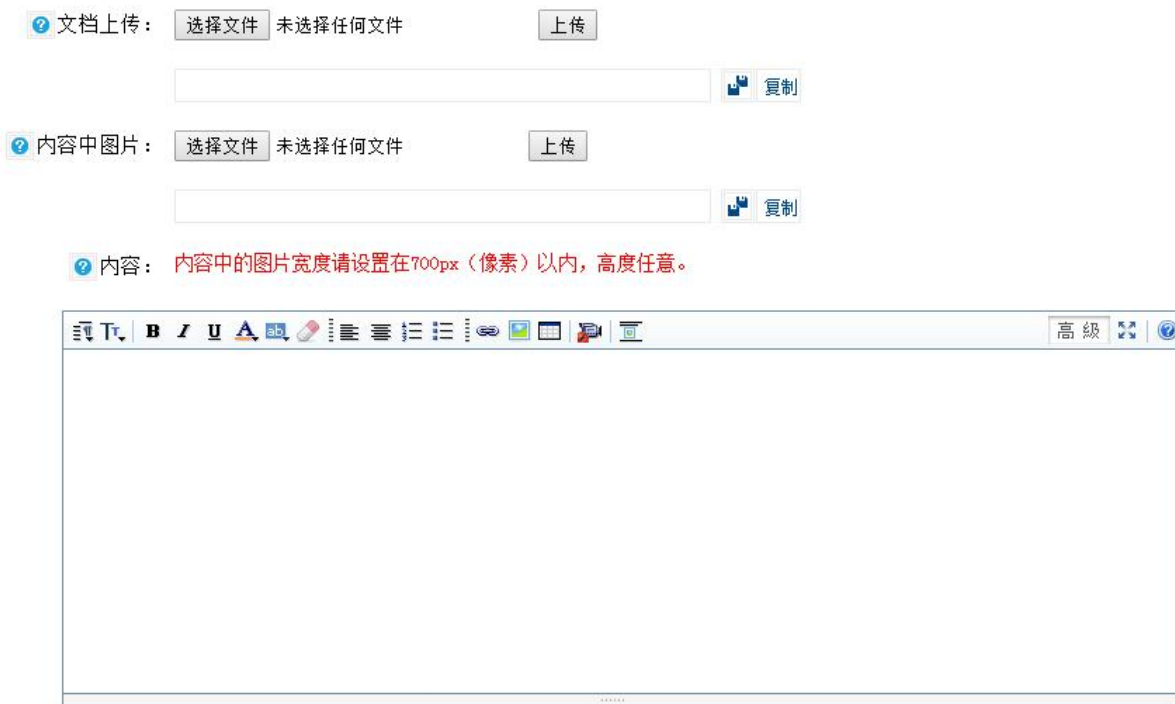 文档上传： 选择文件 未选择任何文件 上传
复制
内容中图片： 选择文件 未选择任何文件 上传
复制
内容： 内容中的图片宽度请设置在700px（像素）以内，高度任意。
B I U A ab 高級